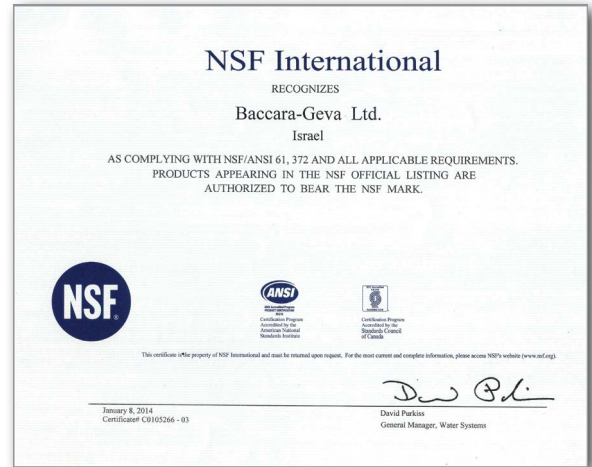 NSF International
RECOGNIZES
Baccara-Geva Ltd.
Israel
AS COMPLYING WITH NSF/ANSI 61, 372 AND ALL APPLICABLE REQUIREMENTS.
PRODUCTS APPEARING IN THE NSF OFFICIAL LISTING ARE
AUTHORIZED TO BEAR THE NSF MARK.
NSF®
ANSI
Certification Program
Accredited by the
American National
Standards Institute
Certification Program
Accredited by the
Standards Council
of Canada
This certificate is the property of NSF International and must be returned upon request. For the most current and complete information, please access NSF's website (www.nsf.org).
January 8, 2014
Certificate# C0105266 - 03
David Purkiss
General Manager, Water Systems